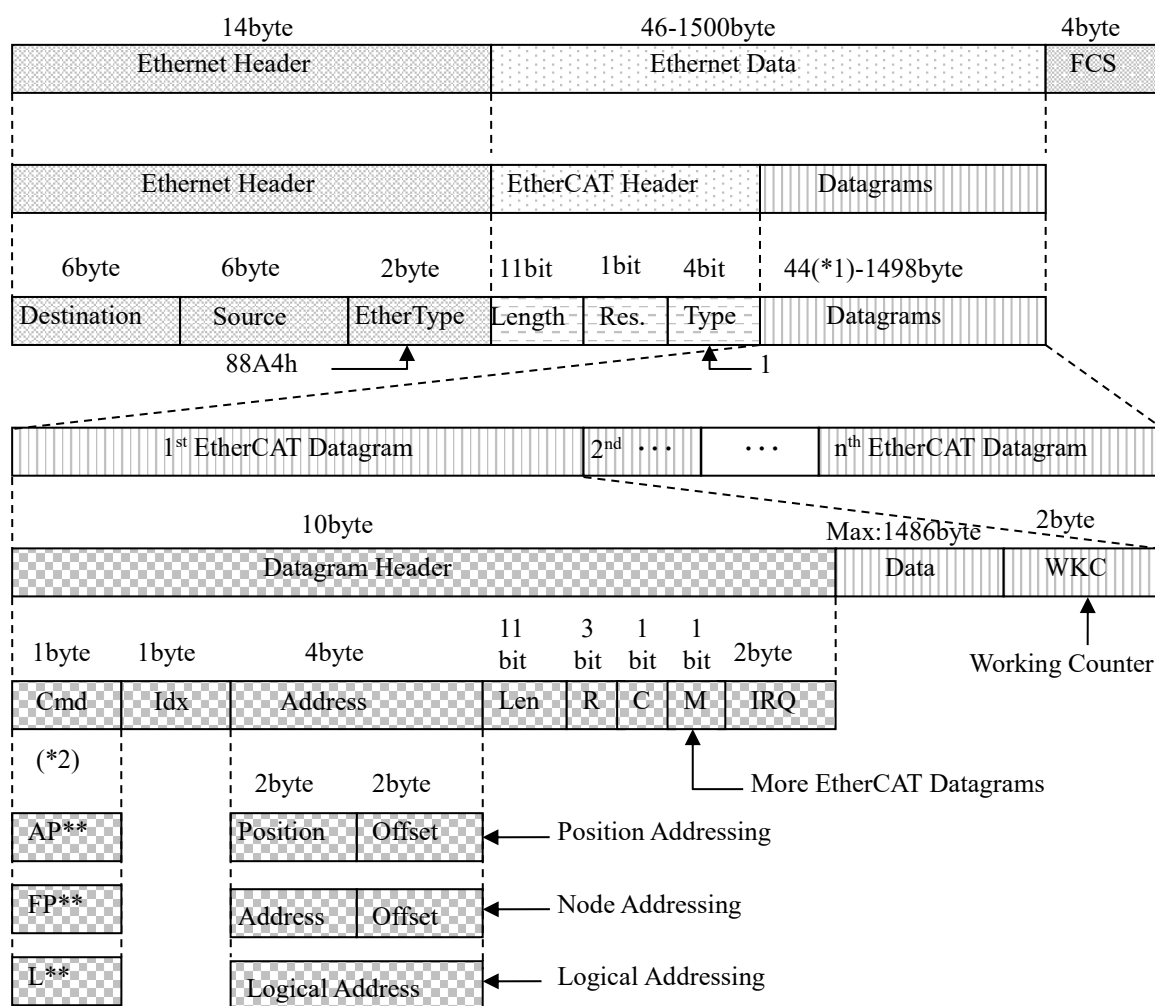 14byte 46-1500byte 4byte
Ethernet Header Ethernet Data FCS
Ethernet Header EtherCAT Header Datagrams
6byte 6byte 2byte 11bit 1bit 4bit 44(*1)-1498byte
Destination Source EtherType Length Res. Type Datagrams
88A4h 1
1st EtherCAT Datagram 2nd ··· ··· nth EtherCAT Datagram
10byte Max:1486byte 2byte
Datagram Header Data WKC
1byte 1byte 4byte 11 bit 3 bit 1 bit 1 bit 2byte Working Counter
Cmd Idx Address Len R C M IRQ
(*2) More EtherCAT Datagrams
2byte 2byte
AP** Position Offset Position Addressing
FP** Address Offset Node Addressing
L** Logical Address Logical Addressing